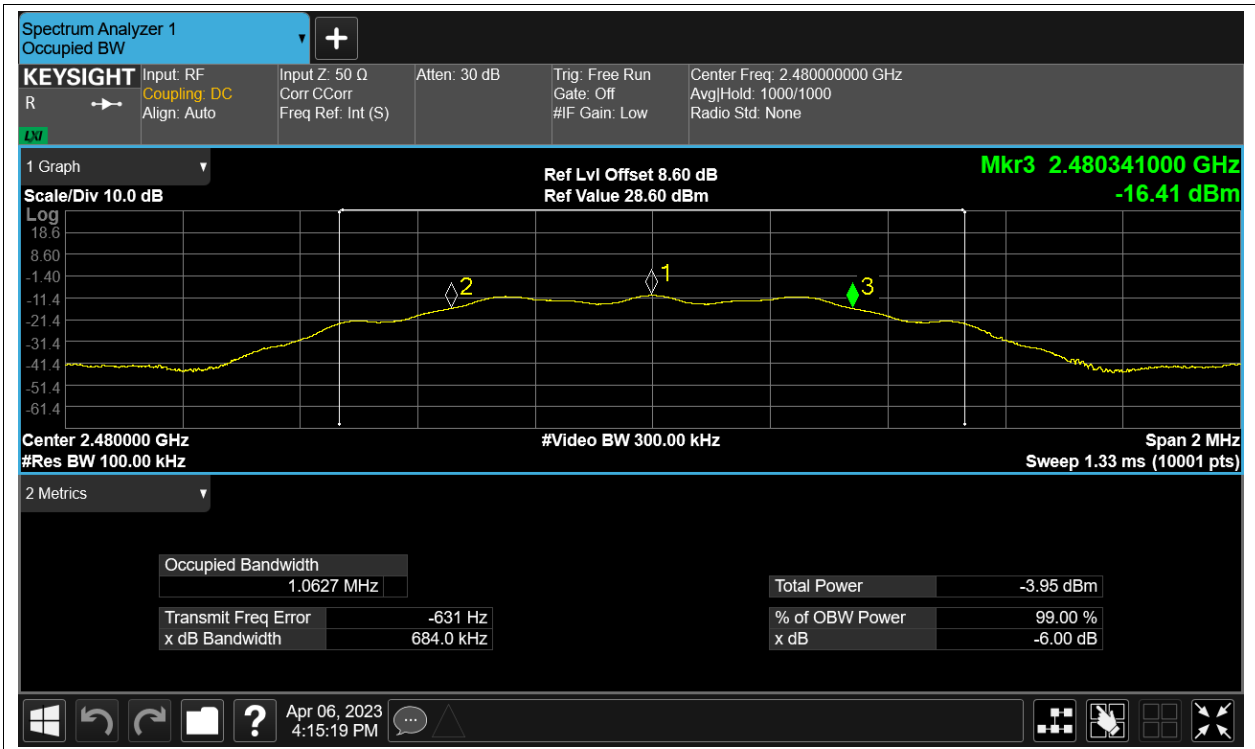 Spectrum Analyzer 1
Occupied BW
KEYSIGHT
R
LXI
Input: RF
Coupling: DC
Align: Auto
Input Z: 50 Ω
Corr CCorr
Freq Ref: Int (S)
Atten: 30 dB
Trig: Free Run
Gate: Off
#IF Gain: Low
Center Freq: 2.480000000 GHz
Avg|Hold: 1000/1000
Radio Std: None
1 Graph
Scale/Div 10.0 dB
Ref Lvl Offset 8.60 dB
Ref Value 28.60 dBm
Mkr3 2.480341000 GHz
-16.41 dBm
Log
18.6
8.60
-1.40
-11.4
-21.4
-31.4
-41.4
-51.4
-61.4
2
1
3
Center 2.480000 GHz
#Res BW 100.00 kHz
#Video BW 300.00 kHz
Span 2 MHz
Sweep 1.33 ms (10001 pts)
2 Metrics
Occupied Bandwidth
1.0627 MHz
Transmit Freq Error -631 Hz
x dB Bandwidth 684.0 kHz
Total Power -3.95 dBm
% of OBW Power 99.00 %
x dB -6.00 dB
?
Apr 06, 2023
4:15:19 PM